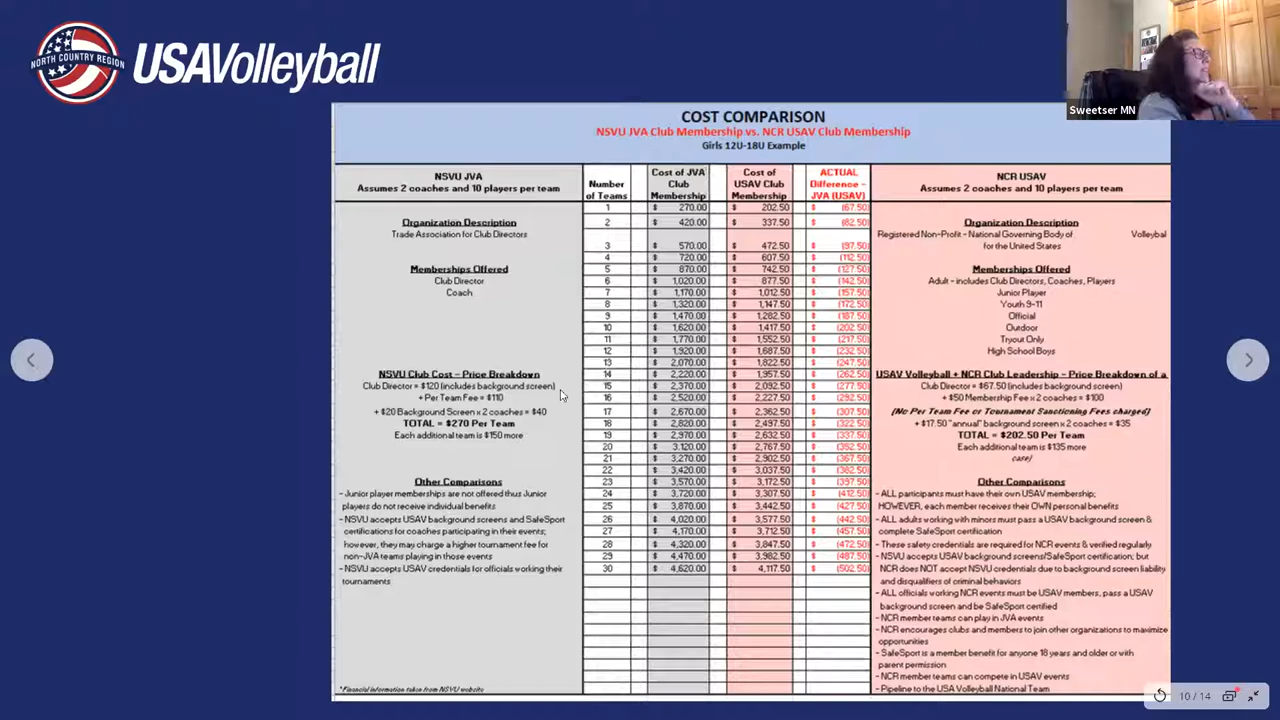 NORTH COUNTRY REGION
USAVolleyball
Sweetser MN
COST COMPARISON
NSVU JVA Club Membership vs. NCR USAV Club Membership
Girls 12U-18U Example
NSVU JVA
Assumes 2 coaches and 10 players per team
Organization Description
Trade Association for Club Directors
Memberships Offered
Club Director
Coach
NSVU Club Cost - Price Breakdown
Club Director = $120 (includes background screen)
+ Per Team Fee = $110
+ $20 Background Screen x 2 coaches = $40
TOTAL = $270 Per Team
Each additional team is $150 more
Other Comparisons
- Junior player memberships are not offered thus Junior
players do not receive individual benefits
- NSVU accepts USAV background screens and SafeSport
certifications for coaches participating in their events;
however, they may charge a higher tournament fee for
non-JVA teams playing in those events
- NSVU accepts USAV credentials for officials working their
tournaments
*Financial information taken from NSVU website
Number of Teams | Cost of JVA Club Membership | Cost of USAV Club Membership | ACTUAL Difference - JVA (USAV)
1 $ 270.00 $ 202.50 $ (67.50)
2 $ 420.00 $ 337.50 $ (82.50)
3 $ 570.00 $ 472.50 $ (97.50)
4 $ 720.00 $ 607.50 $ (112.50)
5 $ 870.00 $ 742.50 $ (127.50)
6 $ 1,020.00 $ 877.50 $ (142.50)
7 $ 1,170.00 $ 1,012.50 $ (157.50)
8 $ 1,320.00 $ 1,147.50 $ (172.50)
9 $ 1,470.00 $ 1,282.50 $ (187.50)
10 $ 1,620.00 $ 1,417.50 $ (202.50)
11 $ 1,770.00 $ 1,552.50 $ (217.50)
12 $ 1,920.00 $ 1,687.50 $ (232.50)
13 $ 2,070.00 $ 1,822.50 $ (247.50)
14 $ 2,220.00 $ 1,957.50 $ (262.50)
15 $ 2,370.00 $ 2,092.50 $ (277.50)
16 $ 2,520.00 $ 2,227.50 $ (292.50)
17 $ 2,670.00 $ 2,362.50 $ (307.50)
18 $ 2,820.00 $ 2,497.50 $ (322.50)
19 $ 2,970.00 $ 2,632.50 $ (337.50)
20 $ 3,120.00 $ 2,767.50 $ (352.50)
21 $ 3,270.00 $ 2,902.50 $ (367.50)
22 $ 3,420.00 $ 3,037.50 $ (382.50)
23 $ 3,570.00 $ 3,172.50 $ (397.50)
24 $ 3,720.00 $ 3,307.50 $ (412.50)
25 $ 3,870.00 $ 3,442.50 $ (427.50)
26 $ 4,020.00 $ 3,577.50 $ (442.50)
27 $ 4,170.00 $ 3,712.50 $ (457.50)
28 $ 4,320.00 $ 3,847.50 $ (472.50)
29 $ 4,470.00 $ 3,982.50 $ (487.50)
30 $ 4,620.00 $ 4,117.50 $ (502.50)
NCR USAV
Assumes 2 coaches and 10 players per team
Organization Description
Registered Non-Profit - National Governing Body of Volleybal
for the United States
Memberships Offered
Adult - includes Club Directors, Coaches, Players
Junior Player
Youth 9-11
Official
Outdoor
Tryout Only
High School Boys
USAV Volleyball + NCR Club Leadership - Price Breakdown of a
Club Director = $67.50 (includes background screen)
+ $50 Membership Fee x 2 coaches = $100
(No Per Team Fee or Tournament Sanctioning Fees charged)
+ $17.50 "annual" background screen x 2 coaches = $35
TOTAL = $202.50 Per Team
Each additional team is $135 more
case)
Other Comparisons
- ALL participants must have their own USAV membership;
HOWEVER, each member receives their OWN personal benefits
- ALL adults working with minors must pass a USAV background screen &
complete SafeSport certification
- These safety credentials are required for NCR events & verified regularly
- NSVU accepts USAV background screens/SafeSport certification; but
NCR does NOT accept NSVU credentials due to background screen liability
and disqualifiers of criminal behaviors
- ALL officials working NCR events must be USAV members, pass a USAV
background screen and be SafeSport certified
- NCR member teams can play in JVA events
- NCR encourages clubs and members to join other organizations to maximize
opportunities
- SafeSport is a member benefit for anyone 18 years and older or with
parent permission
- NCR member teams can compete in USAV events
- Pipeline to the USA Volleyball National Team
10 / 14